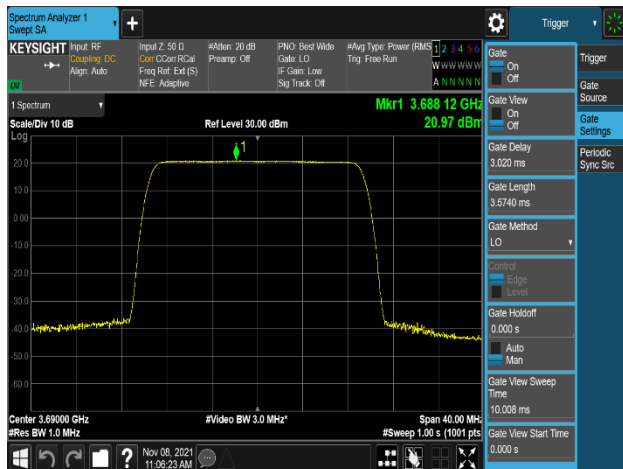 Spectrum Analyzer 1
Swept SA
Trigger
KEYSIGHT
Input: RF
Coupling: DC
Align: Auto
Input Z: 50 Ω
Corr CCorr RCal
Freq Ref: Ext (S)
NFE: Adaptive
#Atten: 20 dB
Preamp: Off
PNO: Best Wide
Gate: LO
IF Gain: Low
Sig Track: Off
#Avg Type: Power (RMS
Trig: Free Run
1 2 3 4 5 6
W W W W W W
A N N N N N
1 Spectrum
Scale/Div 10 dB
Ref Level 30.00 dBm
Mkr1 3.688 12 GHz
20.97 dBm
Log
1
20.0
10.0
0.00
-10.0
-20.0
-30.0
-40.0
-50.0
-60.0
Center 3.69000 GHz
#Res BW 1.0 MHz
#Video BW 3.0 MHz*
Span 40.00 MHz
#Sweep 1.00 s (1001 pts)
Nov 08, 2021
11:06:23 AM
Gate
On
Off
Gate View
On
Off
Gate Delay
3.020 ms
Gate Length
3.5740 ms
Gate Method
LO
Control
Edge
Level
Gate Holdoff
0.000 s
Auto
Man
Gate View Sweep
Time
10.008 ms
Gate View Start Time
0.000 s
Trigger
Gate
Source
Gate
Settings
Periodic
Sync Src